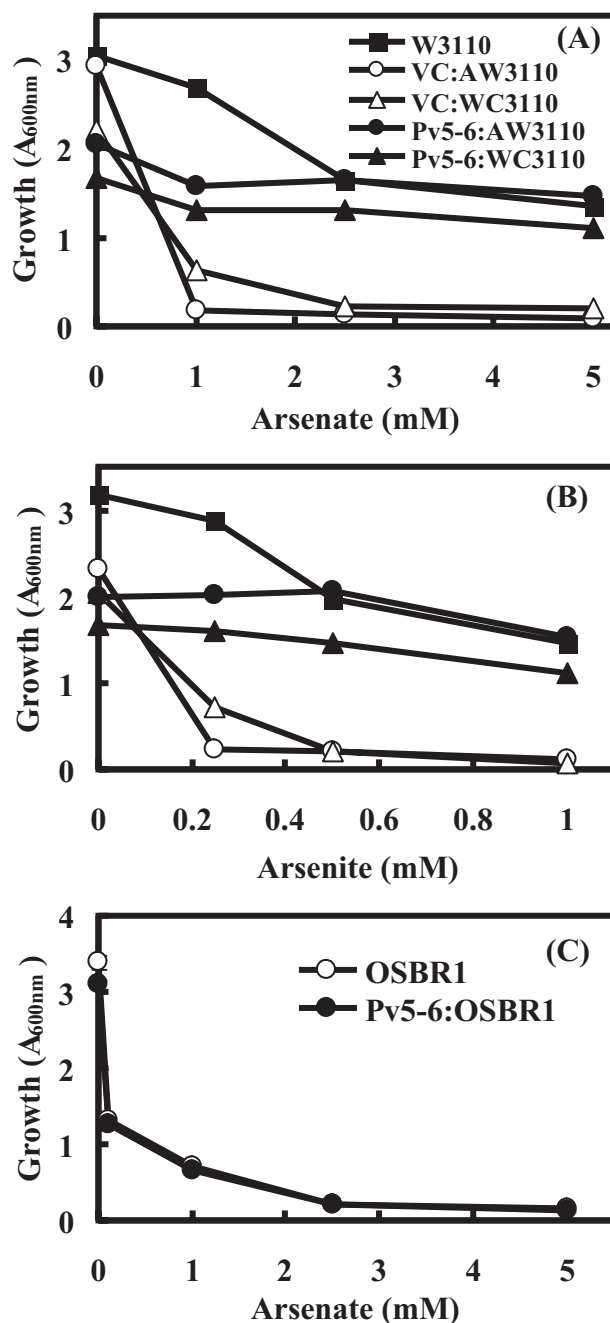 (A)
W3110
VC:AW3110
VC:WC3110
Pv5-6:AW3110
Pv5-6:WC3110
Growth (A600nm )
3
2
1
0
0 1 2 3 4 5
Arsenate (mM)
(B)
Growth (A600nm )
3
2
1
0
0 0.2 0.4 0.6 0.8 1
Arsenite (mM)
(C)
OSBR1
Pv5-6:OSBR1
Growth (A600nm )
4
3
2
1
0
0 1 2 3 4 5
Arsenate (mM)